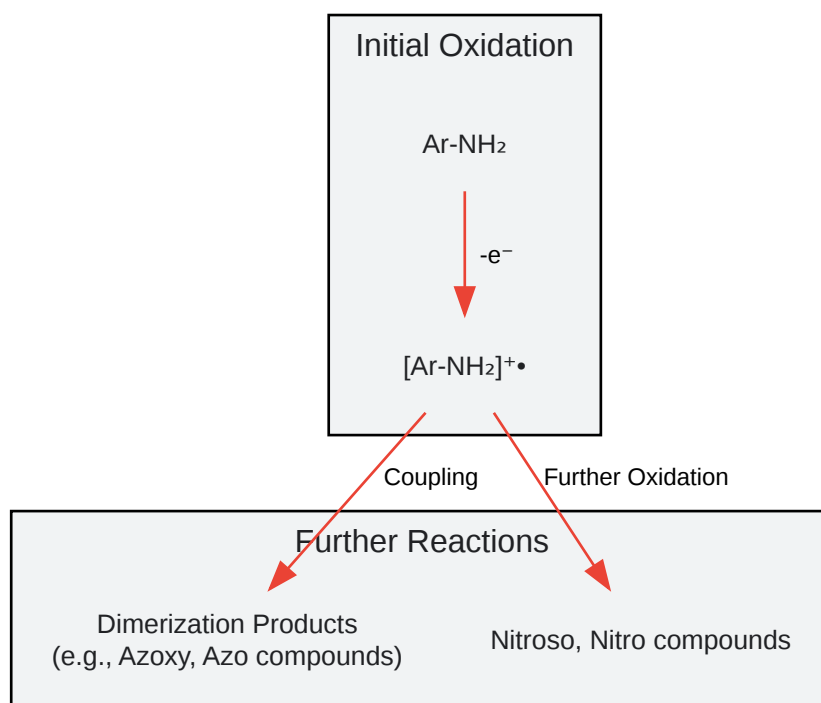 Initial Oxidation
Ar-NH₂
-e⁻
[Ar-NH₂]⁺•
Coupling
Further Oxidation
Further Reactions
Dimerization Products
(e.g., Azoxy, Azo compounds)
Nitroso, Nitro compounds